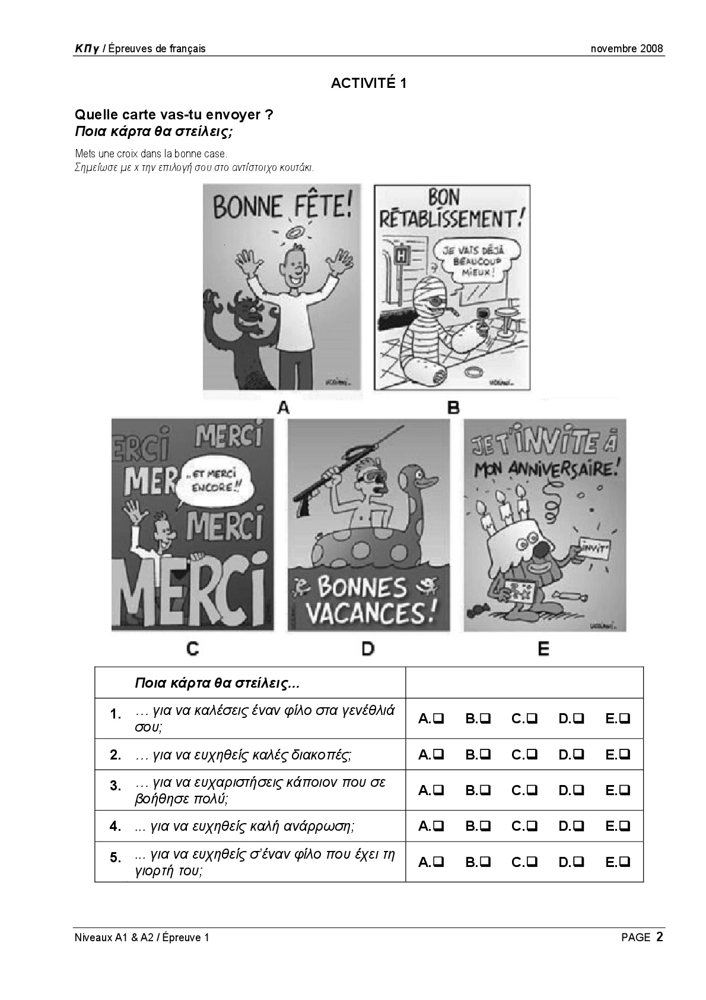 ΚΠγ / Épreuves de français novembre 2008
ACTIVITÉ 1
Quelle carte vas-tu envoyer ?
Ποια κάρτα θα στείλεις;
Mets une croix dans la bonne case.
Σημείωσε με x την επιλογή σου στο αντίστοιχο κουτάκι.
BONNE FÊTE!
BON
RÉTABLISSEMENT!
H
JE VAIS DÉJÀ
BEAUCOUP
MIEUX!
A B
ERCI MERCI
MER
..ET MERCI
ENCORE!!
MERCI
MERCI
BONNES
VACANCES!
JE T'INVITE À
MON ANNIVERSAIRE!
INVIT'
C D E
Ποια κάρτα θα στείλεις...
1. … για να καλέσεις έναν φίλο στα γενέθλιά
σου; A.❑ B.❑ C.❑ D.❑ E.❑
2. … για να ευχηθείς καλές διακοπές; A.❑ B.❑ C.❑ D.❑ E.❑
3. … για να ευχαριστήσεις κάποιον που σε
βοήθησε πολύ; A.❑ B.❑ C.❑ D.❑ E.❑
4. ... για να ευχηθείς καλή ανάρρωση; A.❑ B.❑ C.❑ D.❑ E.❑
5. ... για να ευχηθείς σ'έναν φίλο που έχει τη
γιορτή του; A.❑ B.❑ C.❑ D.❑ E.❑
Niveaux A1 & A2 / Épreuve 1 PAGE 2